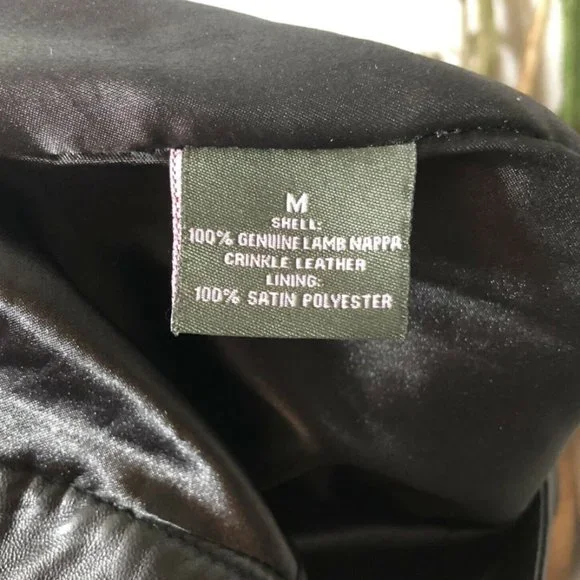 M
SHELL:
100% GENUINE LAMB NAPPA
CRINKLE LEATHER
LINING:
100% SATIN POLYESTER